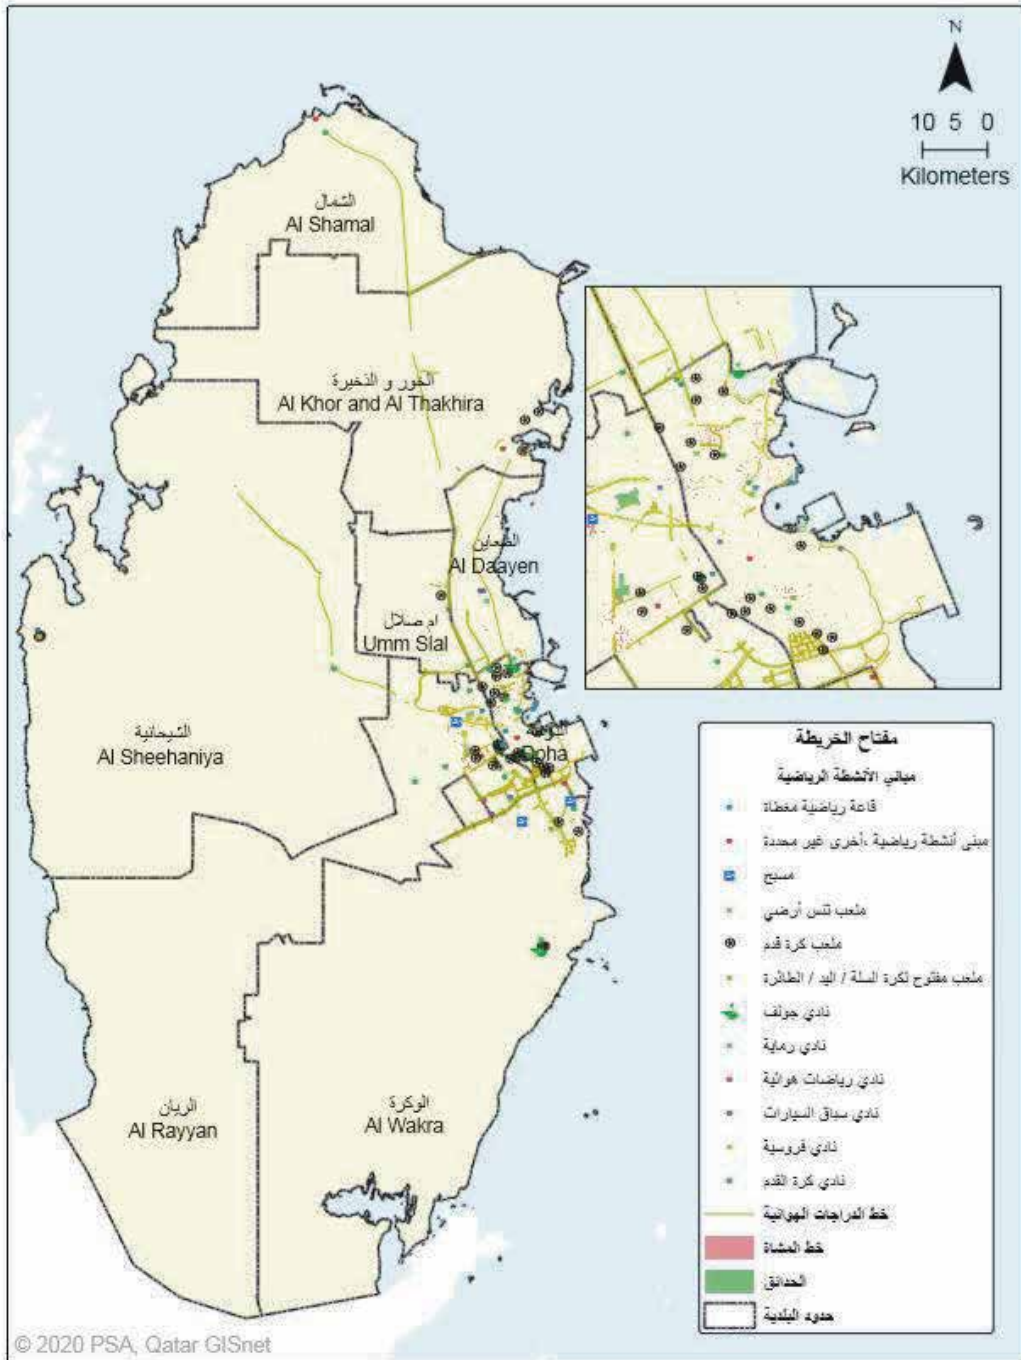 N
10 5 0
Kilometers
الشمال
Al Shamal
الخور و الذخيرة
Al Khor and Al Thakhira
الضعاين
Al Daayen
ام صلال
Umm Slal
الشيحانية
Al Sheehaniya
الدوحة
Doha
الريان
Al Rayyan
الوكرة
Al Wakra
مفتاح الخريطة
مباني الأنشطة الرياضية
قاعة رياضية مغطاة
مبنى أنشطة رياضية ،أخرى غير محددة
مسبح
ملعب تنس أرضي
ملعب كرة قدم
ملعب مفتوح لكرة السلة / اليد / الطائرة
نادي جولف
نادي رماية
نادي رياضات هوائية
نادي سباق السيارات
نادي فروسية
نادي كرة القدم
خط الدراجات الهوائية
خط المشاة
الحدائق
حدود البلدية
© 2020 PSA, Qatar GISnet